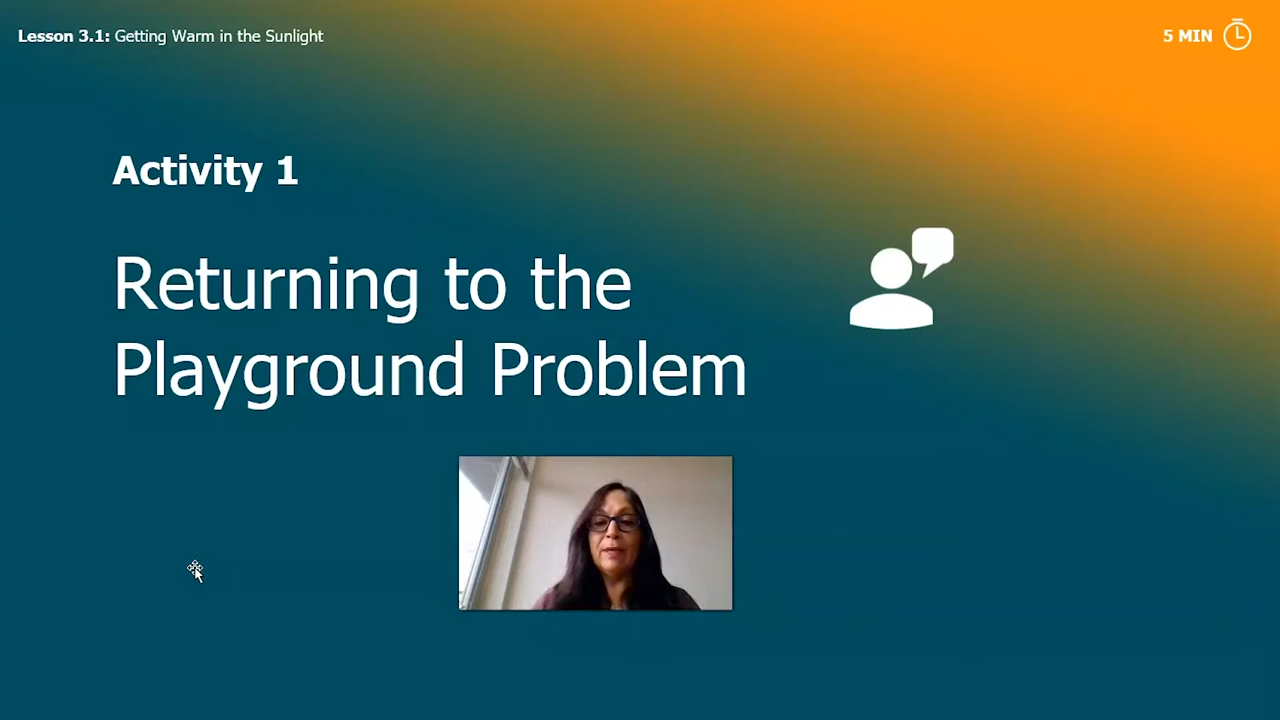 Lesson 3.1: Getting Warm in the Sunlight
5 MIN
Activity 1
Returning to the
Playground Problem